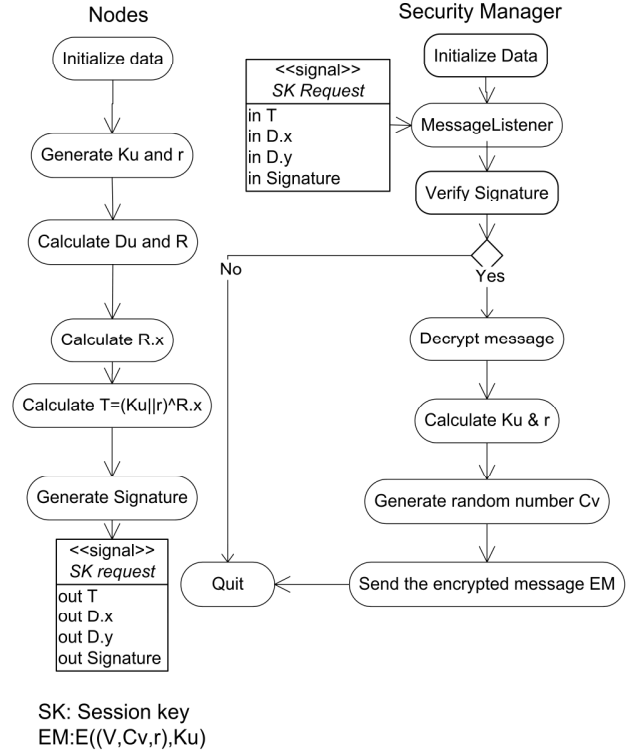 Nodes
Initialize data
Generate Ku and r
Calculate Du and R
Calculate R.x
Calculate T=(Ku||r)^R.x
Generate Signature
<<signal>>
SK request
out T
out D.x
out D.y
out Signature
Security Manager
Initialize Data
<<signal>>
SK Request
in T
in D.x
in D.y
in Signature
MessageListener
Verify Signature
No
Yes
Decrypt message
Calculate Ku & r
Generate random number Cv
Send the encrypted message EM
Quit
SK: Session key
EM:E((V,Cv,r),Ku)